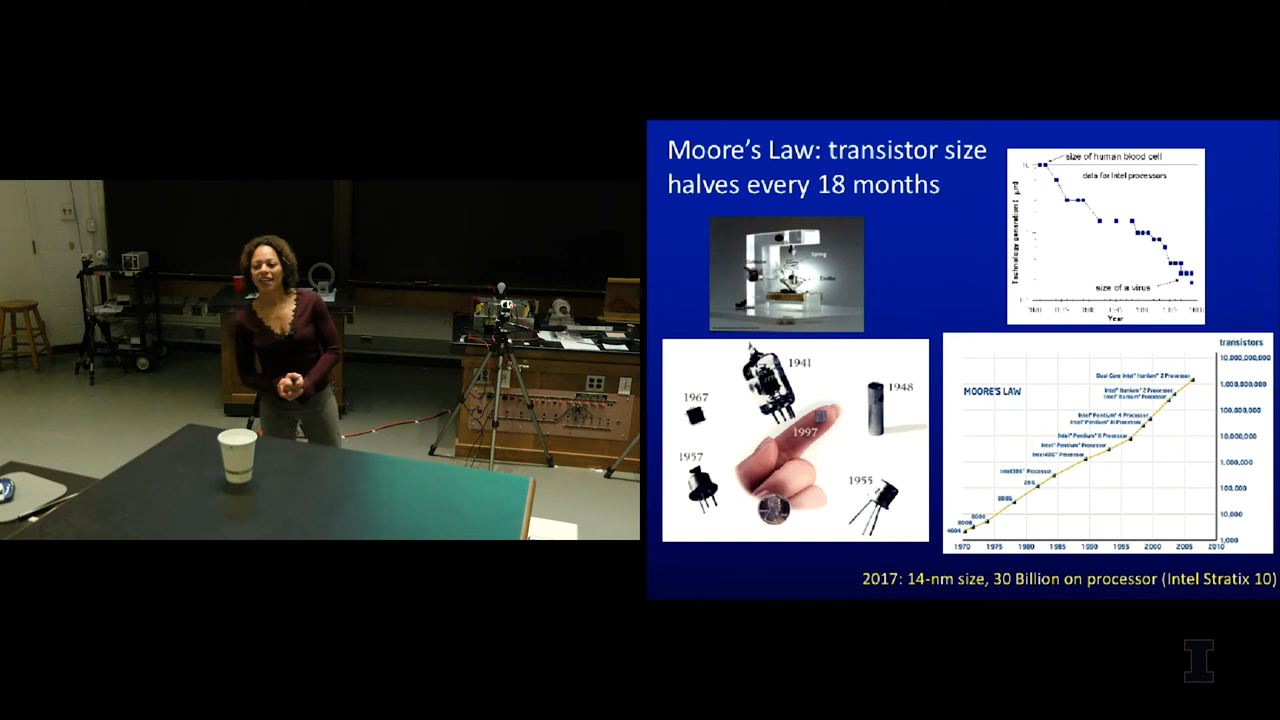 Moore's Law: transistor size
halves every 18 months
size of human blood cell
data for Intel processors
size of a virus
Year
Spring
Emitter
1941
1967
1948
1997
1957
1955
transistors
10,000,000,000
Dual-Core Intel® Itanium® 2 Processor
1,000,000,000
MOORE'S LAW
Intel® Itanium® 2 Processor
Intel® Itanium® Processor
100,000,000
Intel® Pentium® 4 Processor
Intel® Pentium® III Processor
10,000,000
Intel® Pentium® II Processor
Intel® Pentium® Processor
Intel486™ Processor
1,000,000
Intel386™ Processor
286
100,000
8086
10,000
8080
8008
4004
1,000
1970 1975 1980 1985 1990 1995 2000 2005 2010
2017: 14-nm size, 30 Billion on processor (Intel Stratix 10)
I